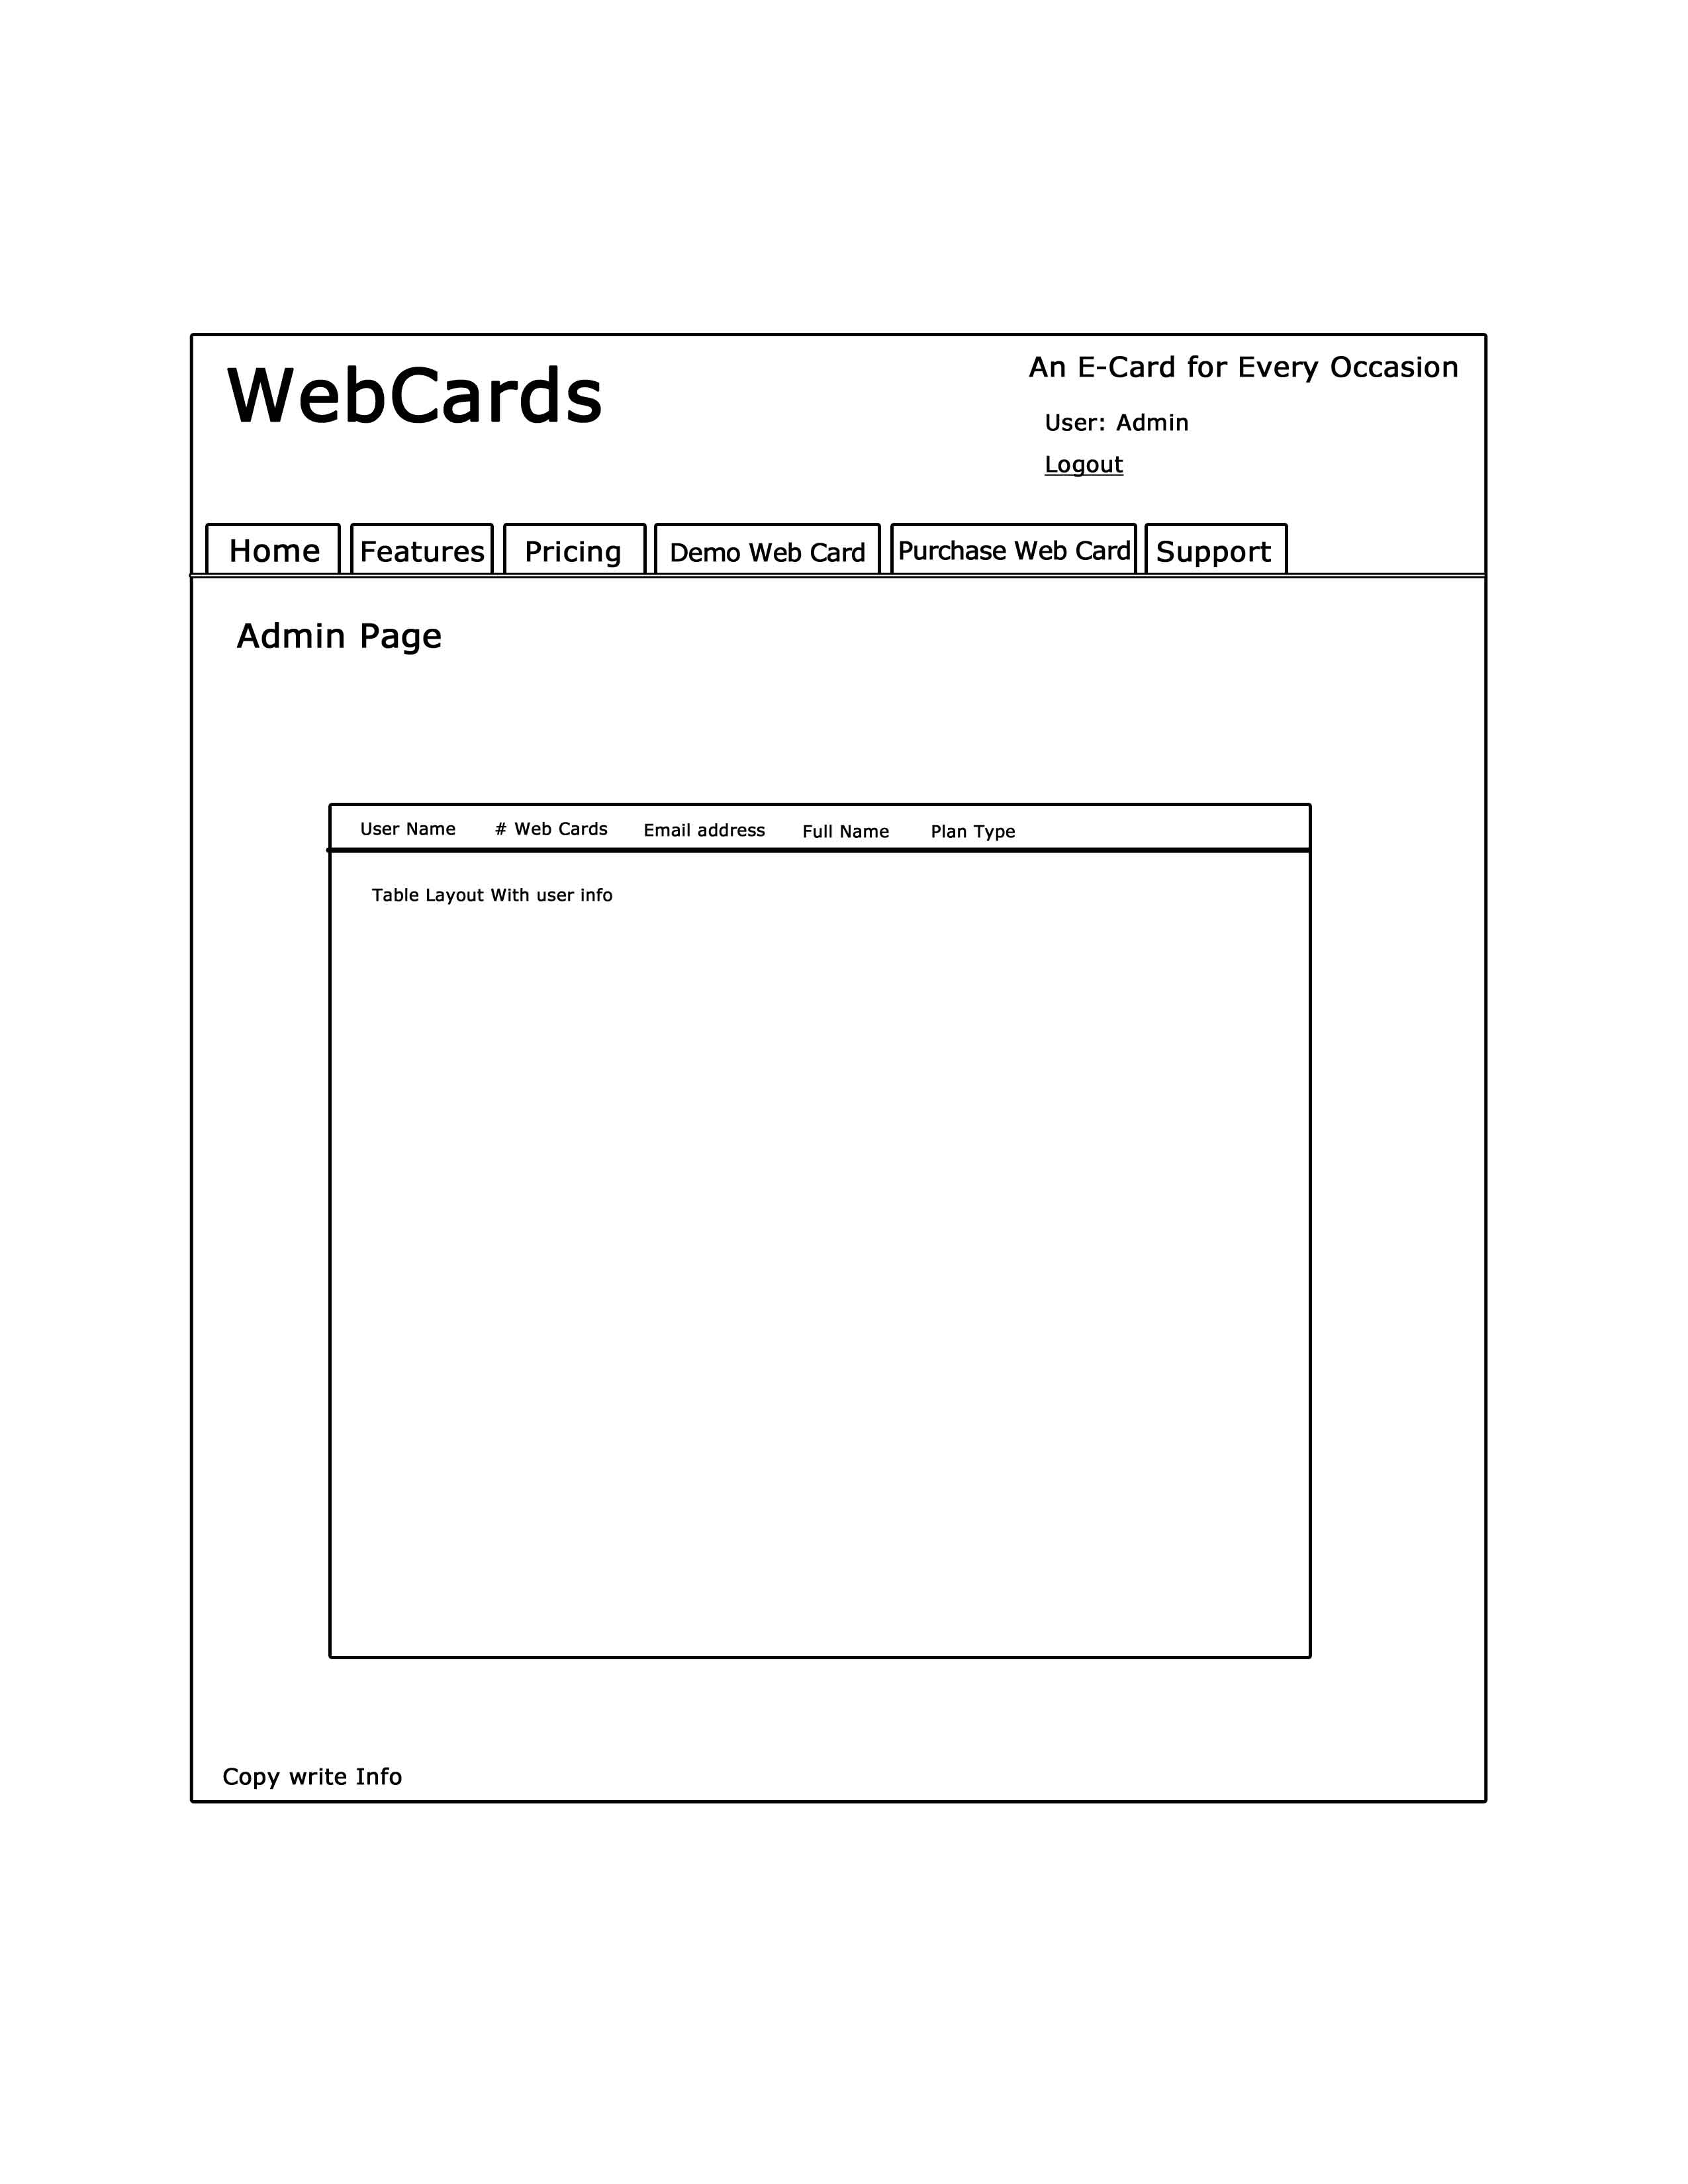 WebCards
An E-Card for Every Occasion
User: Admin
Logout
Home Features Pricing Demo Web Card Purchase Web Card Support
Admin Page
User Name # Web Cards Email address Full Name Plan Type
Table Layout With user info
Copy write Info